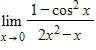 lim x→0 (1 − cos² x) / (2x² − x)